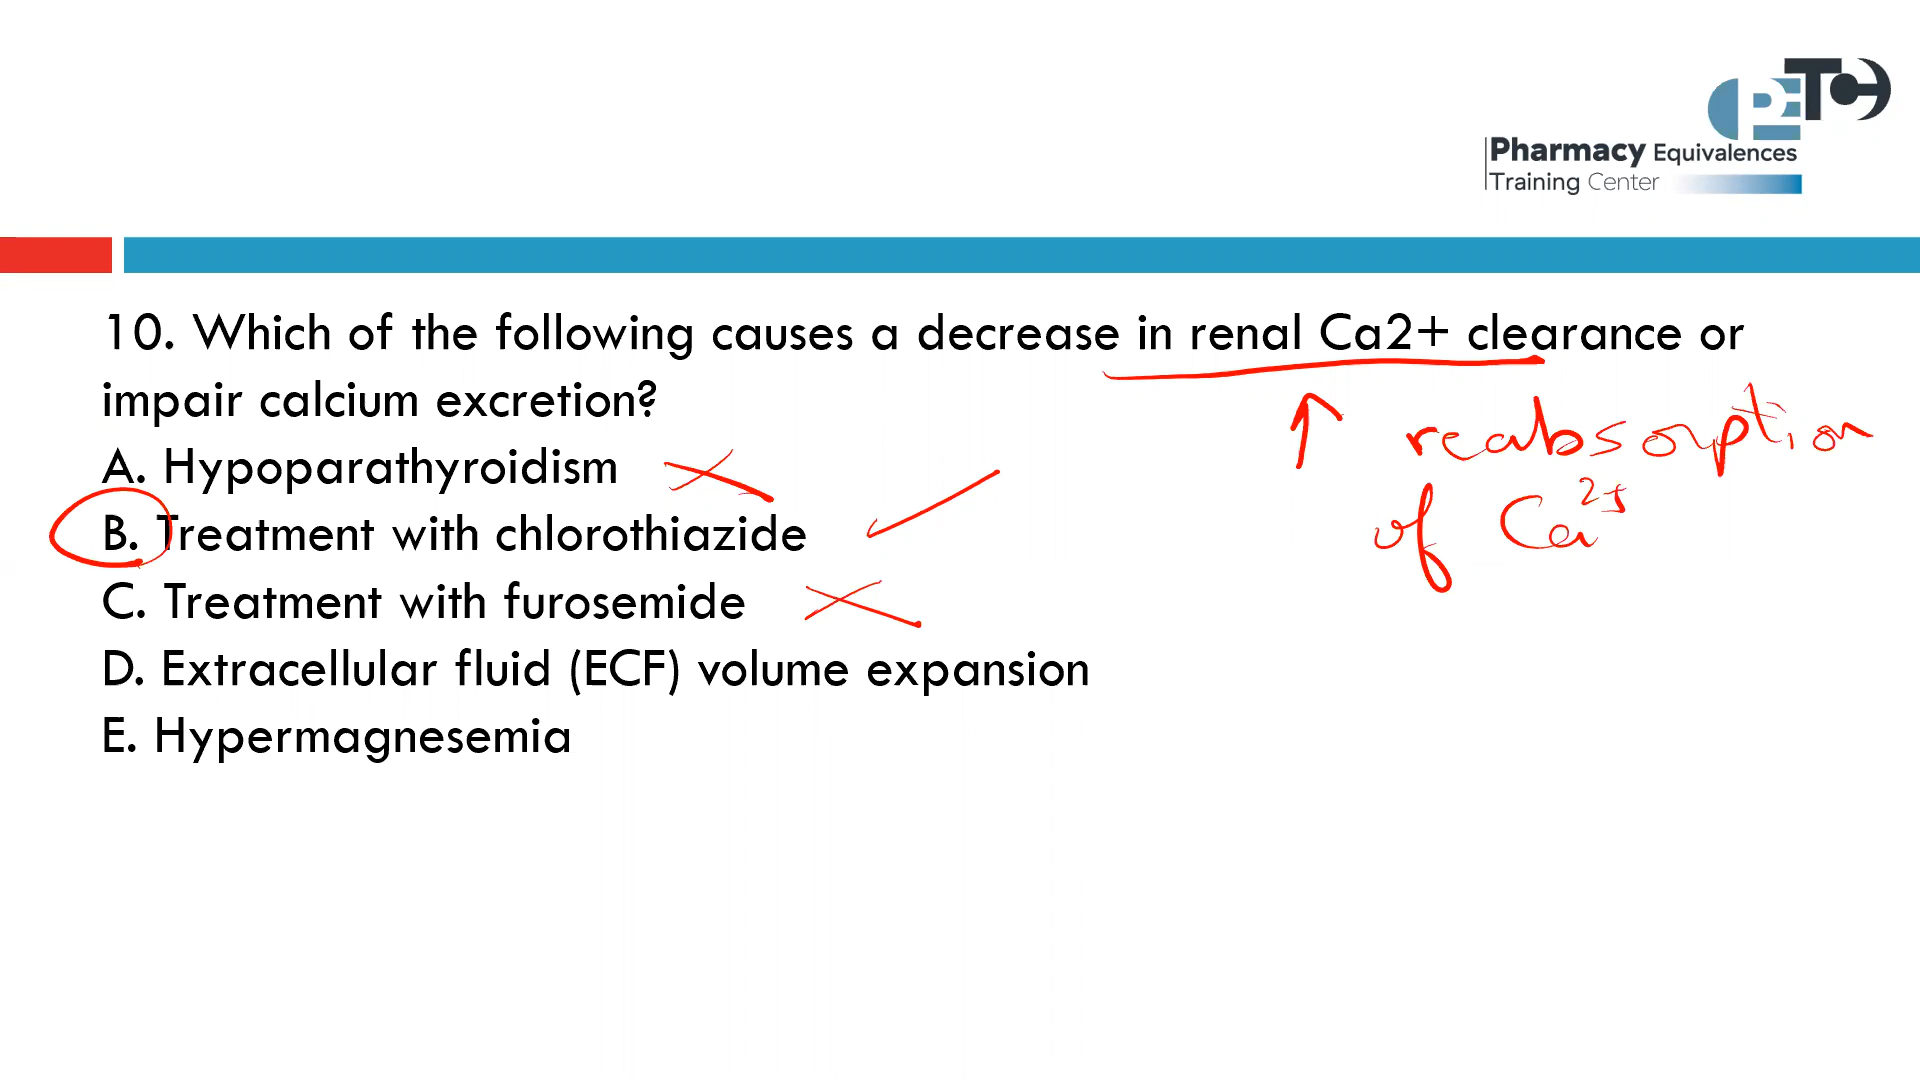 PETC
Pharmacy Equivalences
Training Center
10. Which of the following causes a decrease in renal Ca2+ clearance or
impair calcium excretion?
↑ reabsorption
of Ca²⁺
A. Hypoparathyroidism
B. Treatment with chlorothiazide
C. Treatment with furosemide
D. Extracellular fluid (ECF) volume expansion
E. Hypermagnesemia